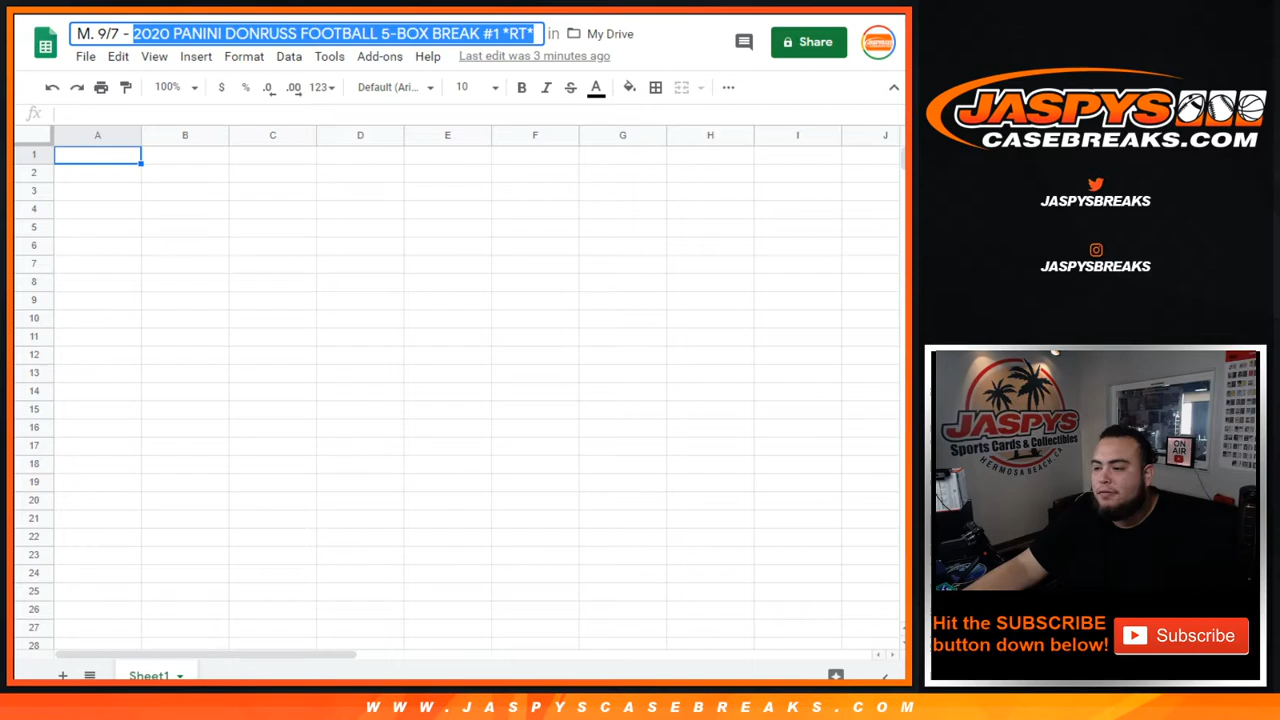 M. 9/7 - 2020 PANINI DONRUSS FOOTBALL 5-BOX BREAK #1 *RT* in My Drive
File Edit View Insert Format Data Tools Add-ons Help Last edit was 3 minutes ago
Share
100% $ % .0 .00 123 Default (Ari... 10 B I S A
fx
A B C D E F G H I J
1
2
3
4
5
6
7
8
9
10
11
12
13
14
15
16
17
18
19
20
21
22
23
24
25
26
27
28
Sheet1
JASPYS
CASEBREAKS.COM
JASPYSBREAKS
JASPYSBREAKS
JASPYS
Sports Cards & Collectibles
HERMOSA BEACH, CA
ON AIR
Hit the SUBSCRIBE
button down below!
Subscribe
WWW.JASPYSCASEBREAKS.COM